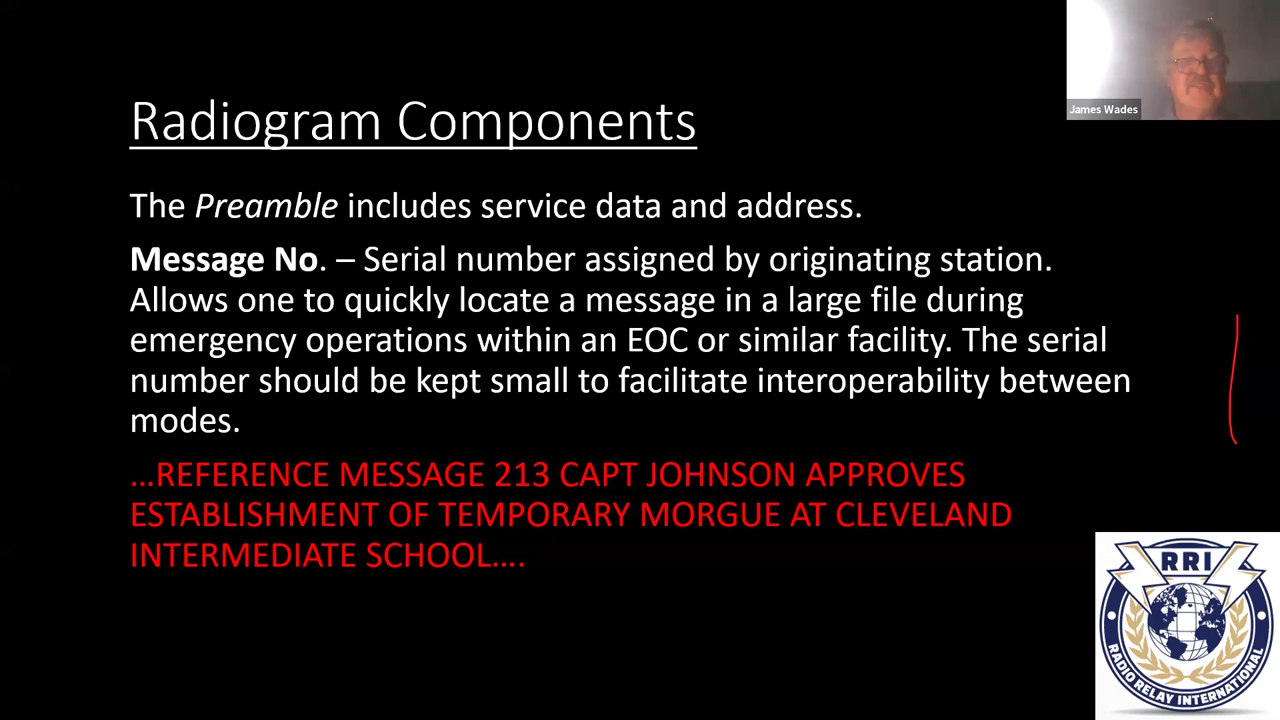 James Wades
Radiogram Components
The Preamble includes service data and address.
Message No. – Serial number assigned by originating station.
Allows one to quickly locate a message in a large file during
emergency operations within an EOC or similar facility. The serial
number should be kept small to facilitate interoperability between
modes.
…REFERENCE MESSAGE 213 CAPT JOHNSON APPROVES
ESTABLISHMENT OF TEMPORARY MORGUE AT CLEVELAND
INTERMEDIATE SCHOOL….
RRI
RADIO RELAY INTERNATIONAL